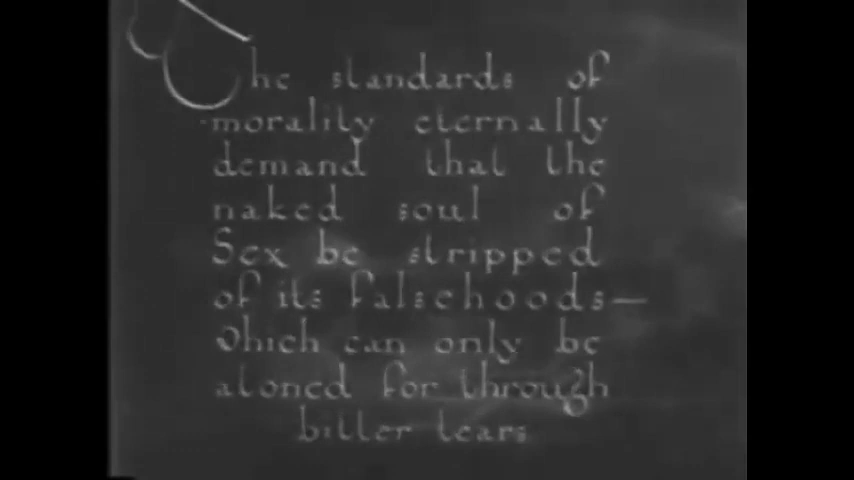 The standards of
morality eternally
demand that the
naked soul of
Sex be stripped
of its falsehoods—
Which can only be
atoned for through
bitter tears